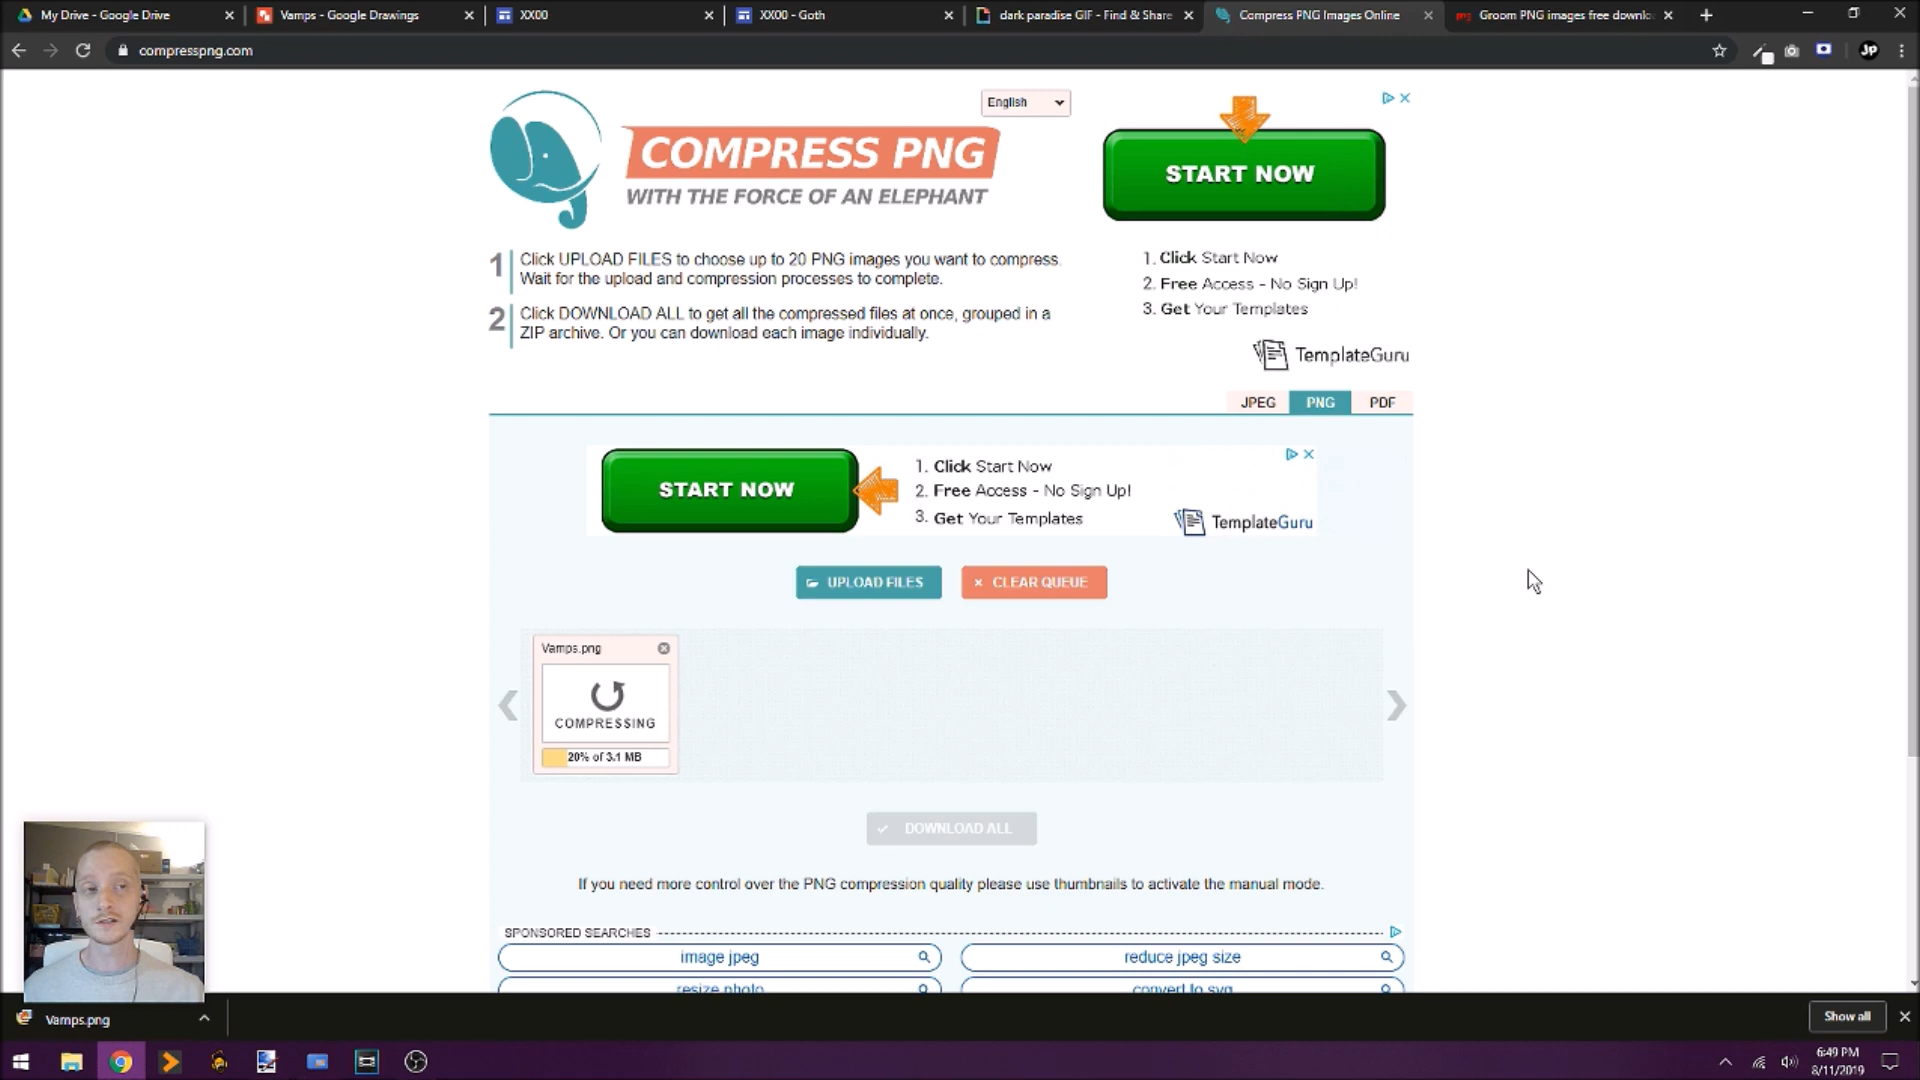 My Drive - Google Drive
Vamps - Google Drawings
XX00
XX00 - Goth
dark paradise GIF - Find & Share
Compress PNG Images Online
Groom PNG images free downlo
compresspng.com
JP
English
COMPRESS PNG
WITH THE FORCE OF AN ELEPHANT
START NOW
1 Click UPLOAD FILES to choose up to 20 PNG images you want to compress.
Wait for the upload and compression processes to complete.
2 Click DOWNLOAD ALL to get all the compressed files at once, grouped in a
ZIP archive. Or you can download each image individually.
1. Click Start Now
2. Free Access - No Sign Up!
3. Get Your Templates
TemplateGuru
JPEG PNG PDF
START NOW
1. Click Start Now
2. Free Access - No Sign Up!
3. Get Your Templates
TemplateGuru
UPLOAD FILES
CLEAR QUEUE
Vamps.png
COMPRESSING
20% of 3.1 MB
DOWNLOAD ALL
If you need more control over the PNG compression quality please use thumbnails to activate the manual mode.
SPONSORED SEARCHES
image jpeg
reduce jpeg size
resize photo
convert to svg
Vamps.png
Show all
6:49 PM
8/11/2019